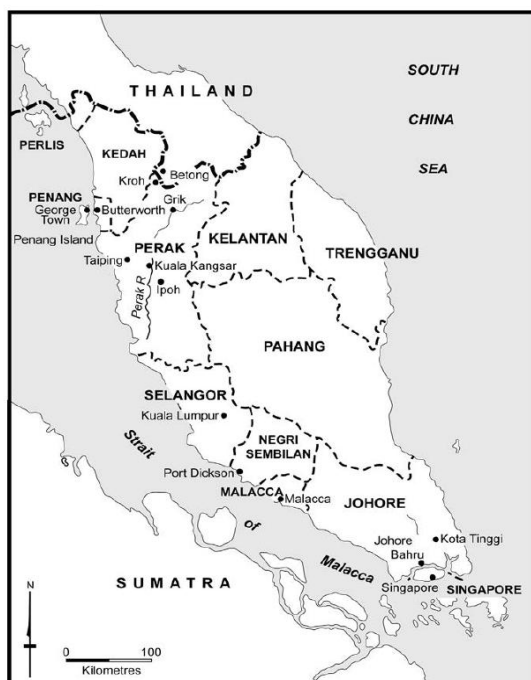 SOUTH
CHINA
SEA
THAILAND
PERLIS
KEDAH
Betong
Kroh
PENANG
Grik
George
Town
Butterworth
Penang Island
PERAK
KELANTAN
TRENGGANU
Taiping
Kuala Kangsar
Ipoh
Perak R
PAHANG
SELANGOR
Kuala Lumpur
Strait
NEGRI
SEMBILAN
Port Dickson
MALACCA
Malacca
JOHORE
of
Kota Tinggi
Johore
Bahru
Malacca
Singapore
SINGAPORE
SUMATRA
N
0
100
Kilometres